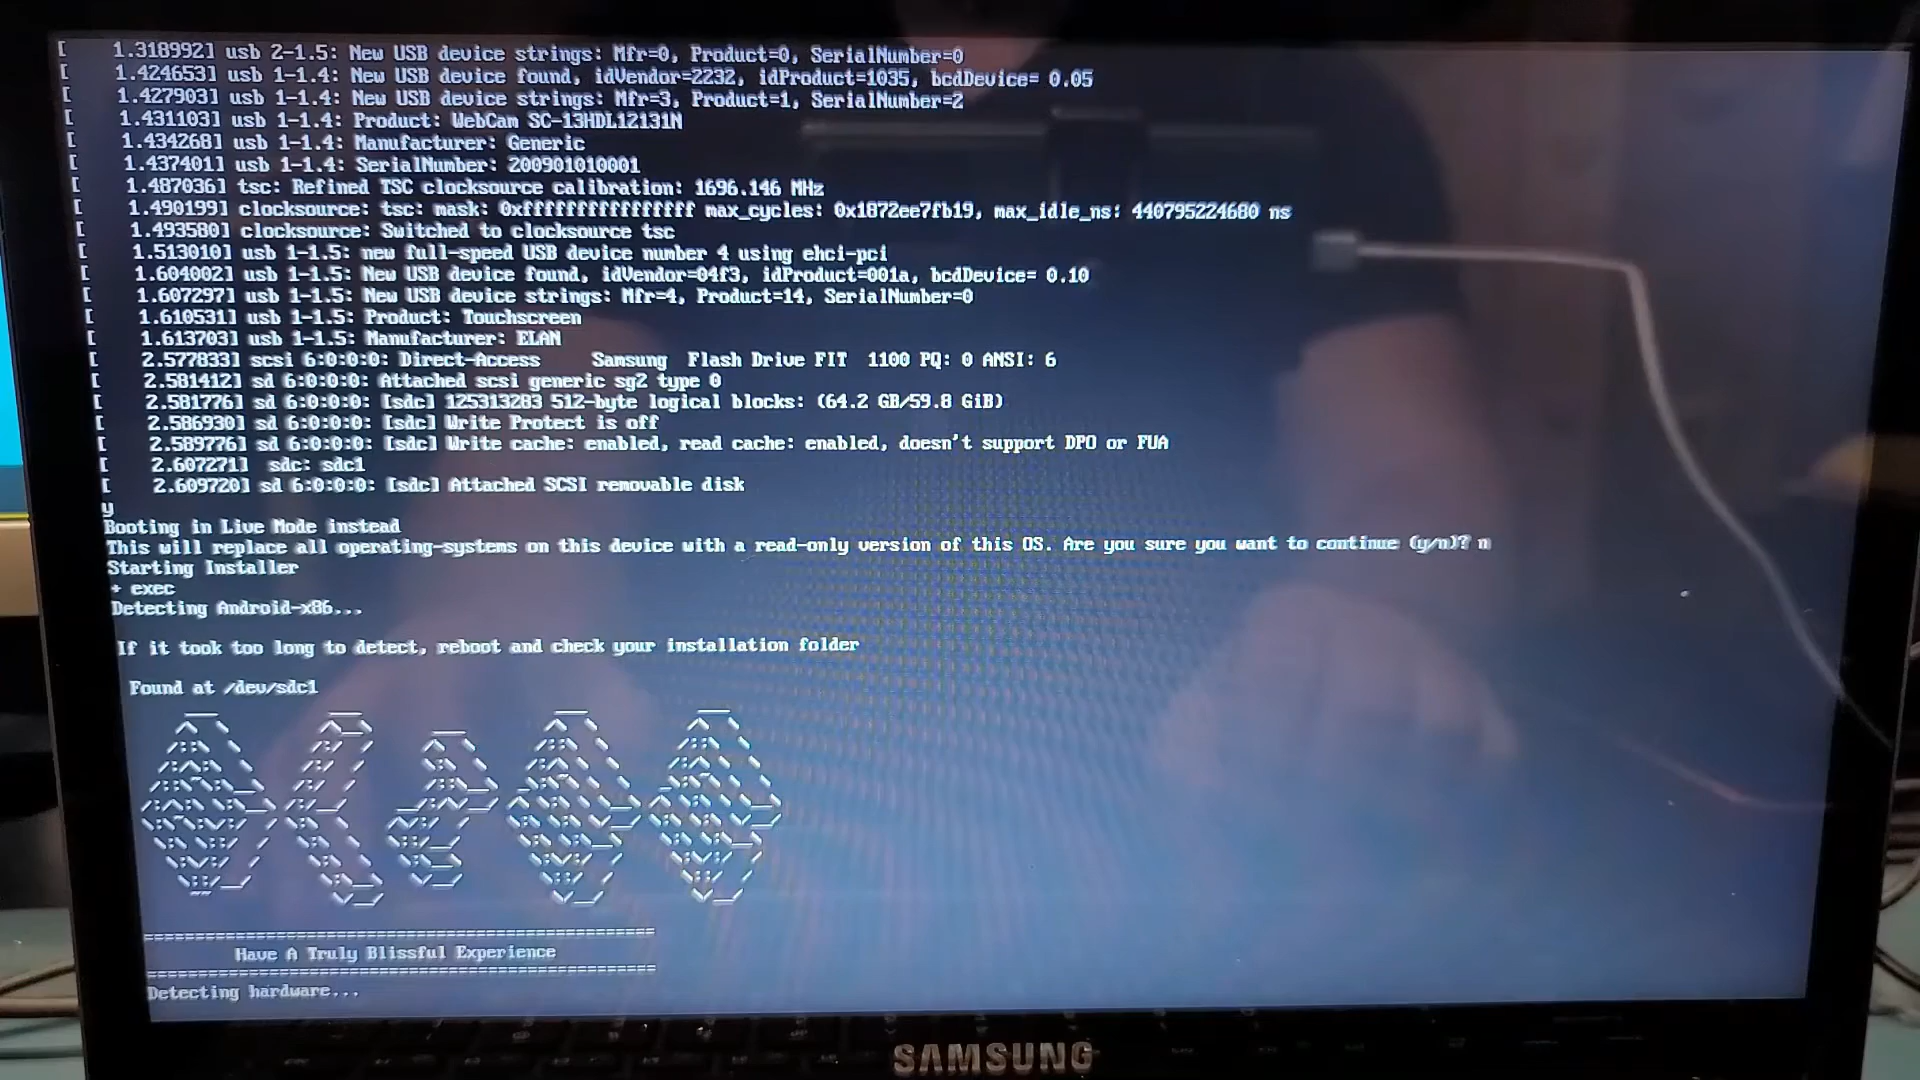 [    1.318992] usb 2-1.5: New USB device strings: Mfr=0, Product=0, SerialNumber=0
[    1.424653] usb 1-1.4: New USB device found, idVendor=2232, idProduct=1035, bcdDevice= 0.05
[    1.427903] usb 1-1.4: New USB device strings: Mfr=3, Product=1, SerialNumber=2
[    1.431103] usb 1-1.4: Product: WebCam SC-13HDL12131N
[    1.434268] usb 1-1.4: Manufacturer: Generic
[    1.437401] usb 1-1.4: SerialNumber: 200901010001
[    1.487036] tsc: Refined TSC clocksource calibration: 1696.146 MHz
[    1.490199] clocksource: tsc: mask: 0xffffffffffffffff max_cycles: 0x1872ee7fb19, max_idle_ns: 440795224680 ns
[    1.493580] clocksource: Switched to clocksource tsc
[    1.513010] usb 1-1.5: new full-speed USB device number 4 using ehci-pci
[    1.604002] usb 1-1.5: New USB device found, idVendor=04f3, idProduct=001a, bcdDevice= 0.10
[    1.607297] usb 1-1.5: New USB device strings: Mfr=4, Product=14, SerialNumber=0
[    1.610531] usb 1-1.5: Product: Touchscreen
[    1.613703] usb 1-1.5: Manufacturer: ELAN
[    2.577833] scsi 6:0:0:0: Direct-Access     Samsung  Flash Drive FIT  1100 PQ: 0 ANSI: 6
[    2.581412] sd 6:0:0:0: Attached scsi generic sg2 type 0
[    2.581776] sd 6:0:0:0: [sdc] 125313283 512-byte logical blocks: (64.2 GB/59.8 GiB)
[    2.586930] sd 6:0:0:0: [sdc] Write Protect is off
[    2.589776] sd 6:0:0:0: [sdc] Write cache: enabled, read cache: enabled, doesn't support DPO or FUA
[    2.607271]  sdc: sdc1
[    2.609720] sd 6:0:0:0: [sdc] Attached SCSI removable disk
y
Booting in Live Mode instead
This will replace all operating-systems on this device with a read-only version of this OS. Are you sure you want to continue (y/n)? n
Starting Installer
+ exec
Detecting Android-x86...
If it took too long to detect, reboot and check your installation folder
Found at /dev/sdc1
Have A Truly Blissful Experience
Detecting hardware...
SAMSUNG